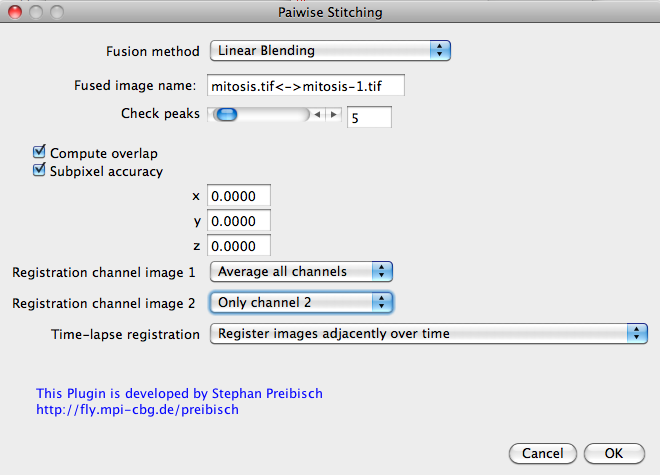 Paiwise Stitching
Fusion method Linear Blending
Fused image name: mitosis.tif<->mitosis-1.tif
Check peaks 5
Compute overlap
Subpixel accuracy
x 0.0000
y 0.0000
z 0.0000
Registration channel image 1 Average all channels
Registration channel image 2 Only channel 2
Time-lapse registration Register images adjacently over time
This Plugin is developed by Stephan Preibisch
http://fly.mpi-cbg.de/preibisch
Cancel OK